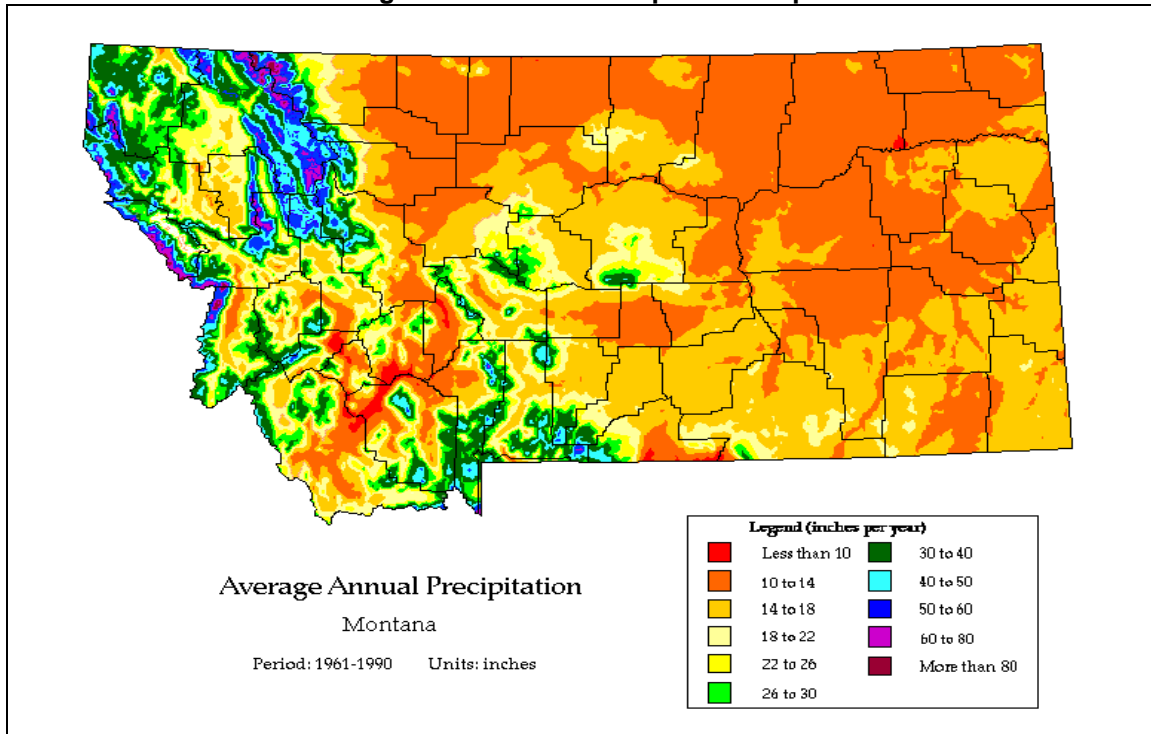 Average Annual Precipitation
Montana
Period: 1961-1990 Units: inches
Legend (inches per year)
Less than 10
10 to 14
14 to 18
18 to 22
22 to 26
26 to 30
30 to 40
40 to 50
50 to 60
60 to 80
More than 80